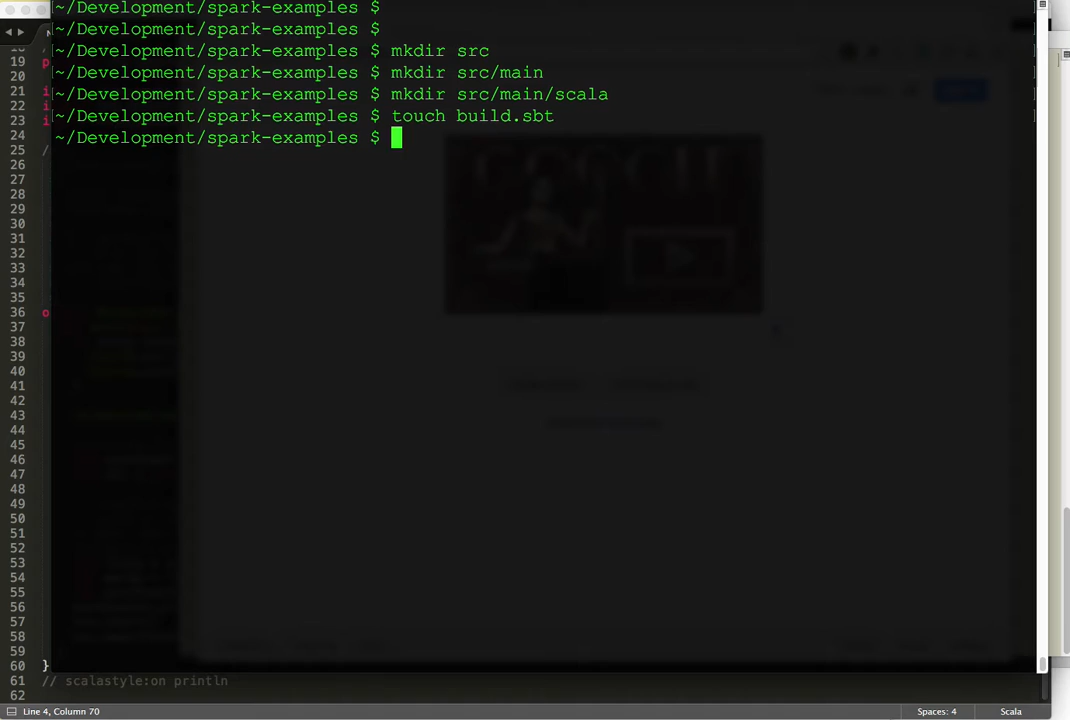 ~/Development/spark-examples $
~/Development/spark-examples $
~/Development/spark-examples $ mkdir src
~/Development/spark-examples $ mkdir src/main
~/Development/spark-examples $ mkdir src/main/scala
~/Development/spark-examples $ touch build.sbt
~/Development/spark-examples $
18 /
19 p
20
21 i
22 i
23 i
24
25 /
26
27
28
29
30
31
32
33
34
35
36 o
37
38
39
40
41
42
43
44
45
46
47
48
49
50
51
52
53
54
55
56
57
58
59
60 }
61 // scalastyle:on println
62
Line 4, Column 70
Spaces: 4
Scala